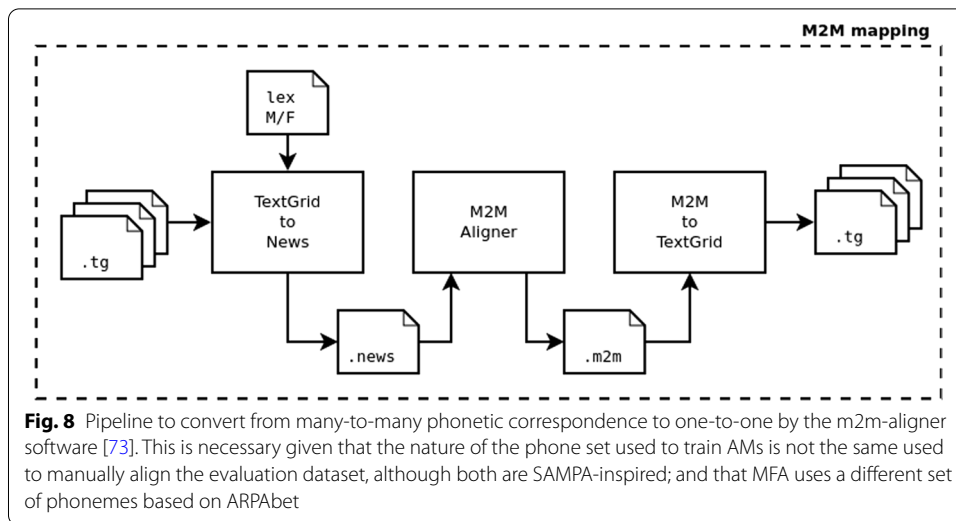 M2M mapping
lex
M/F
TextGrid
to
News
M2M
Aligner
M2M
to
TextGrid
.tg
.tg
.news
.m2m
Fig. 8 Pipeline to convert from many-to-many phonetic correspondence to one-to-one by the m2m-aligner
software [73]. This is necessary given that the nature of the phone set used to train AMs is not the same used
to manually align the evaluation dataset, although both are SAMPA-inspired; and that MFA uses a different set
of phonemes based on ARPAbet